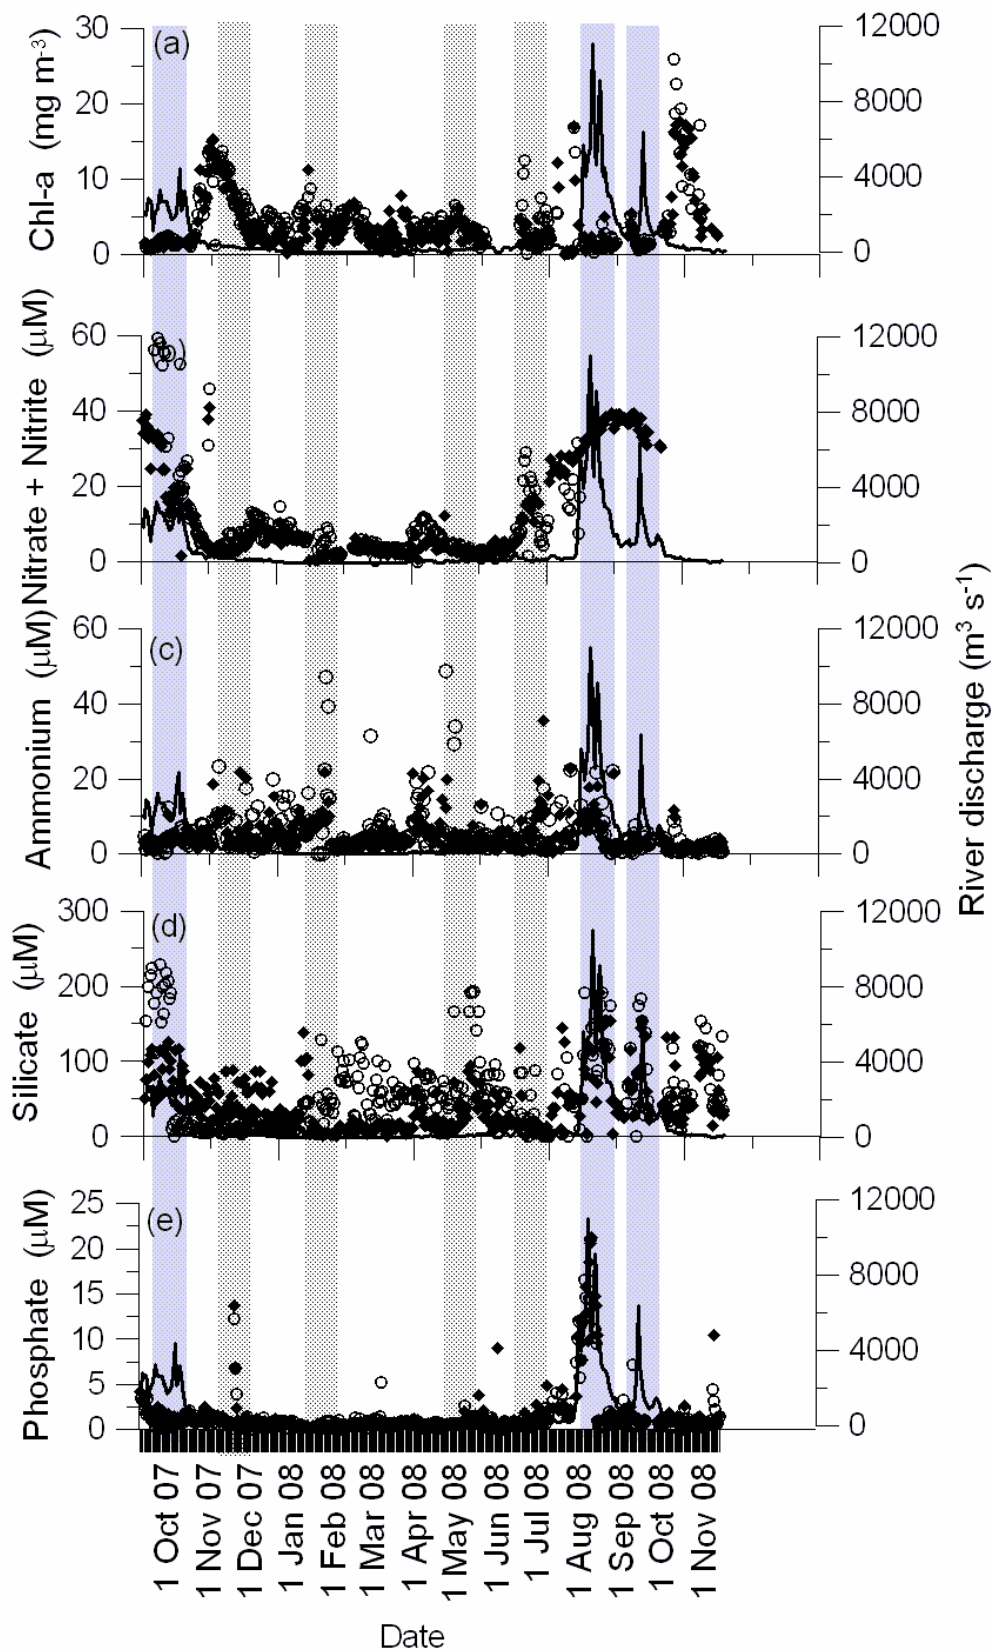 30
20
10
0
Chl-a (mg m-3)
(a)
12000
8000
4000
0
60
40
20
0
Nitrate + Nitrite (μM)
)
12000
8000
4000
0
60
40
20
0
Ammonium (μM)
(c)
12000
8000
4000
0
River discharge (m3 s-1)
300
200
100
0
Silicate (μM)
(d)
12000
8000
4000
0
25
20
15
10
5
0
Phosphate (μM)
(e)
12000
8000
4000
0
1 Oct 07
1 Nov 07
1 Dec 07
1 Jan 08
1 Feb 08
1 Mar 08
1 Apr 08
1 May 08
1 Jun 08
1 Jul 08
1 Aug 08
1 Sep 08
1 Oct 08
1 Nov 08
Date